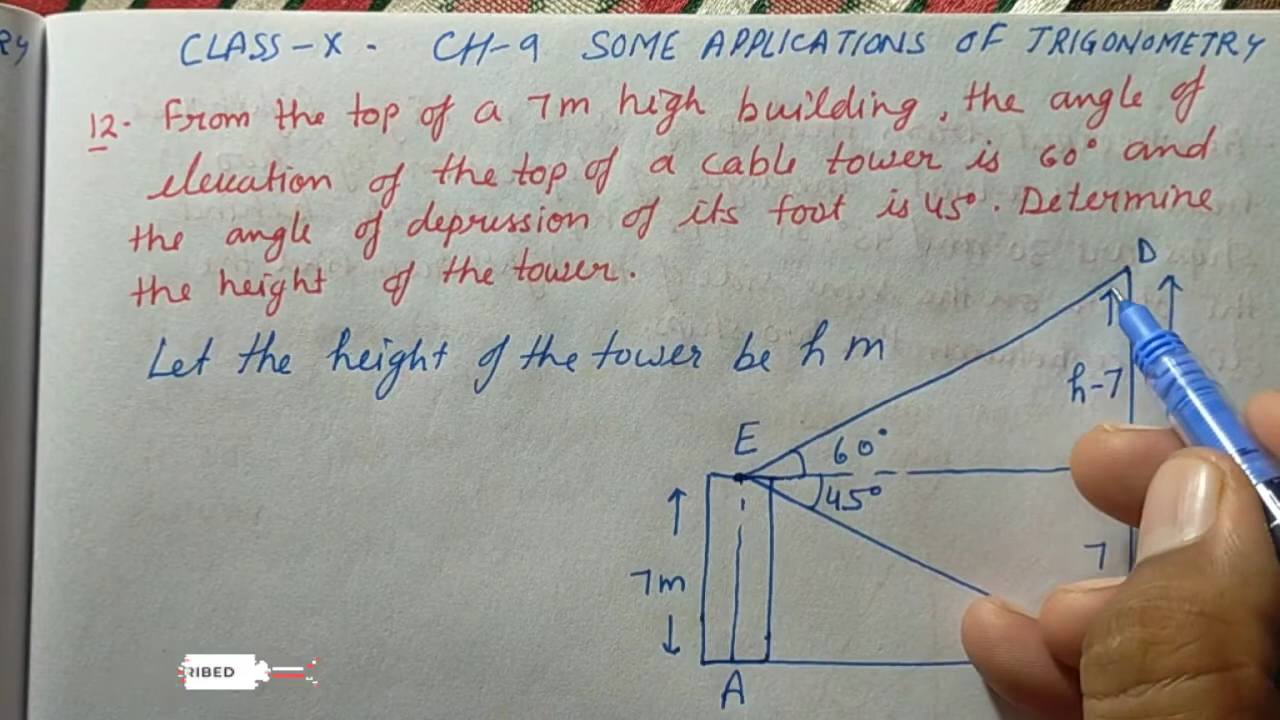 RY
CLASS-X- CH-9 SOME APPLICATIONS OF TRIGONOMETRY
12. From the top of a 7m high building, the angle of
elevation of the top of a cable tower is 60° and
the angle of depression of its foot is 45°. Determine
the height of the tower.
Let the height of the tower be h m
D
h-7
E
60°
45°
7m
7
A
RIBED